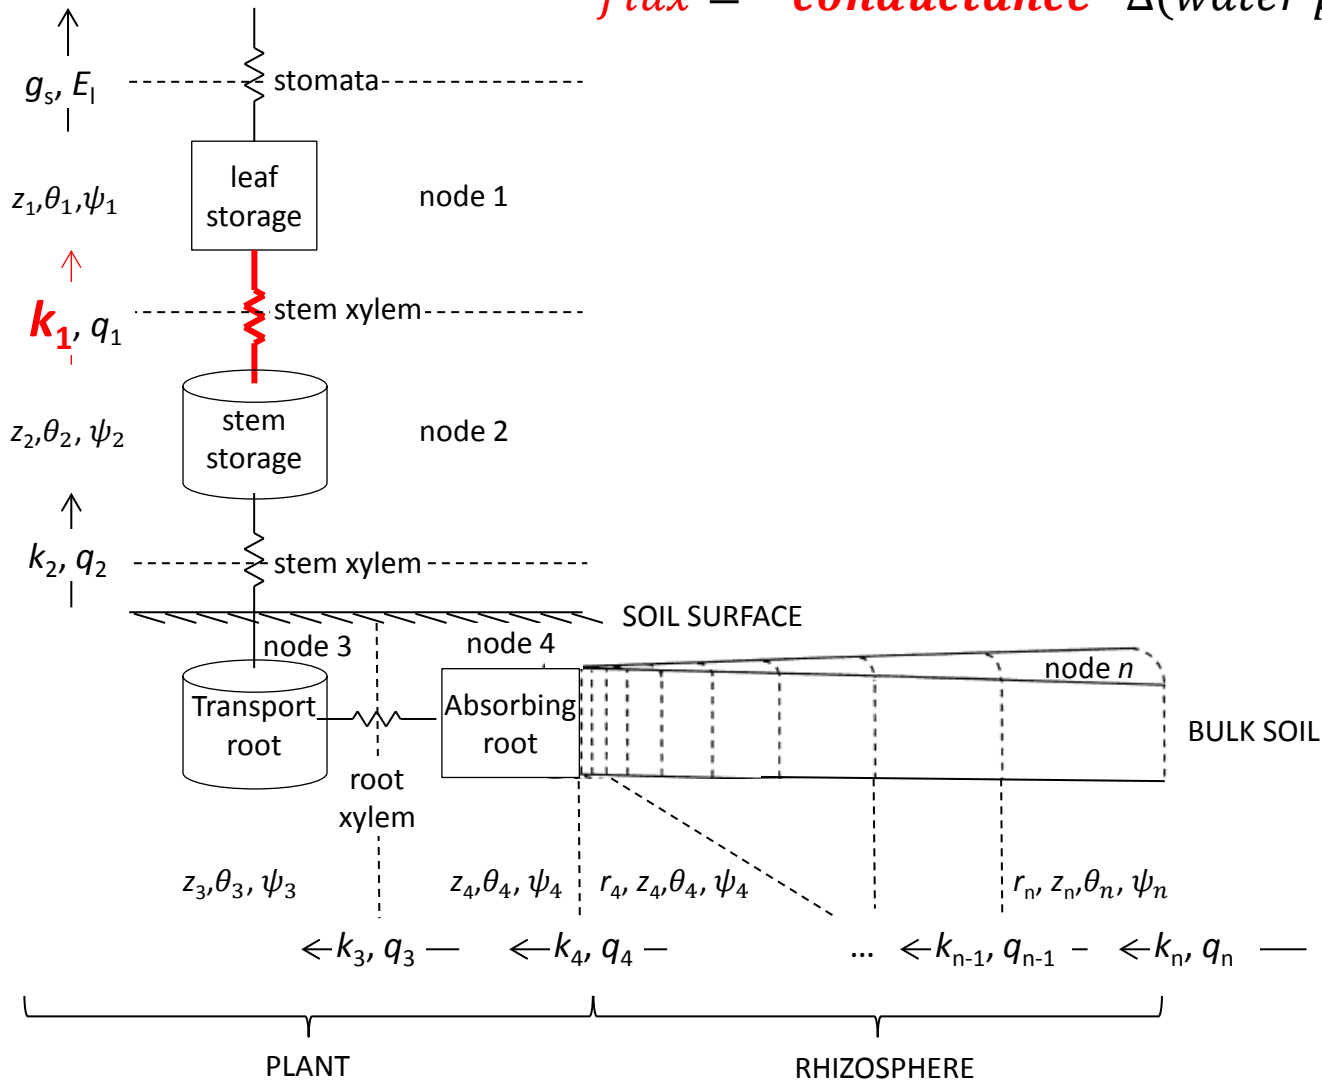 flux = conductance Δ(water p
gₛ, Eₗ
stomata
z₁,θ₁,ψ₁
leaf
storage
node 1
k₁, q₁
stem xylem
z₂,θ₂, ψ₂
stem
storage
node 2
k₂, q₂
stem xylem
SOIL SURFACE
node 3
node 4
node n
Transport
root
Absorbing
root
BULK SOIL
root
xylem
z₃,θ₃, ψ₃
z₄,θ₄, ψ₄
r₄, z₄,θ₄, ψ₄
rₙ, zₙ,θₙ, ψₙ
k₃, q₃
k₄, q₄
...
kₙ₋₁, qₙ₋₁
kₙ, qₙ
PLANT
RHIZOSPHERE